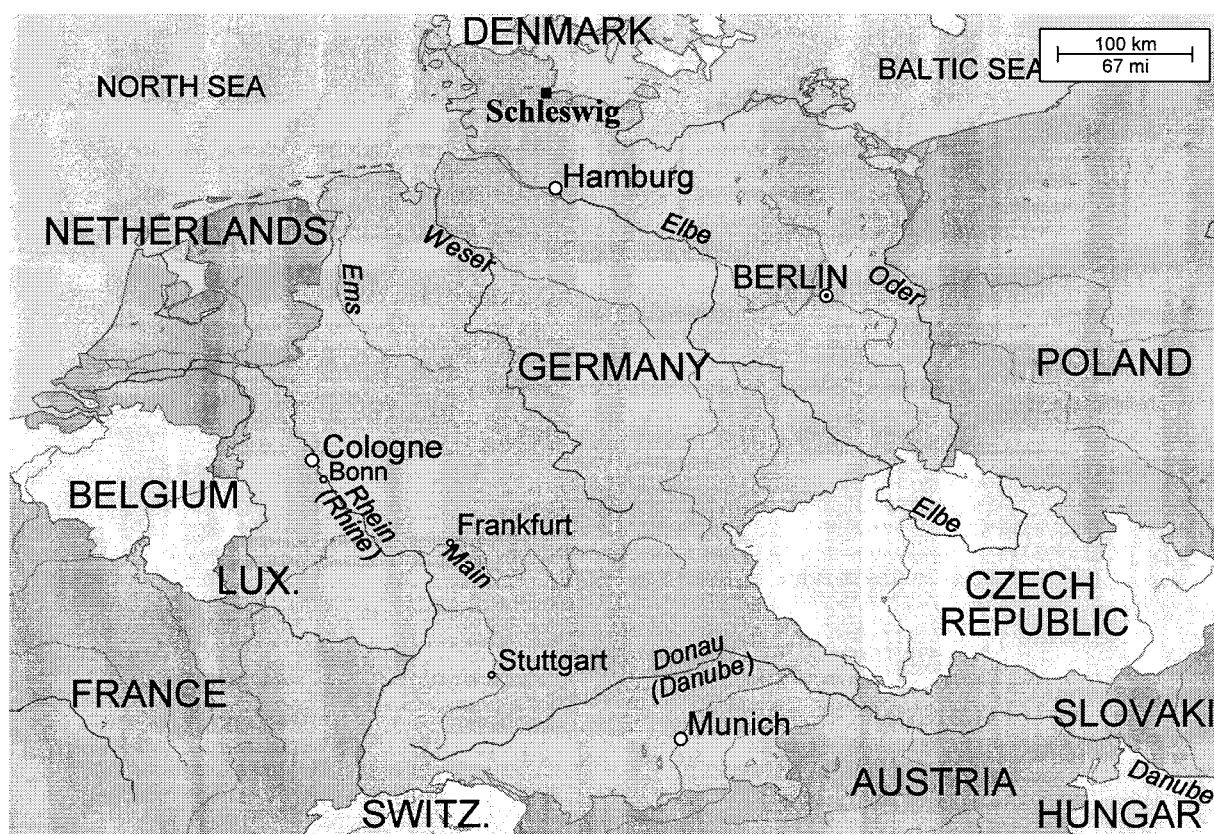 DENMARK
100 km
67 mi
NORTH SEA
BALTIC SEA
Schleswig
Hamburg
NETHERLANDS
Elbe
Weser
Ems
BERLIN
Oder
GERMANY
POLAND
Cologne
Bonn
BELGIUM
Rhein
(Rhine)
Elbe
Frankfurt
Main
LUX.
CZECH
REPUBLIC
Stuttgart
Donau
(Danube)
FRANCE
SLOVAKI
Munich
AUSTRIA
Danube
SWITZ.
HUNGAR